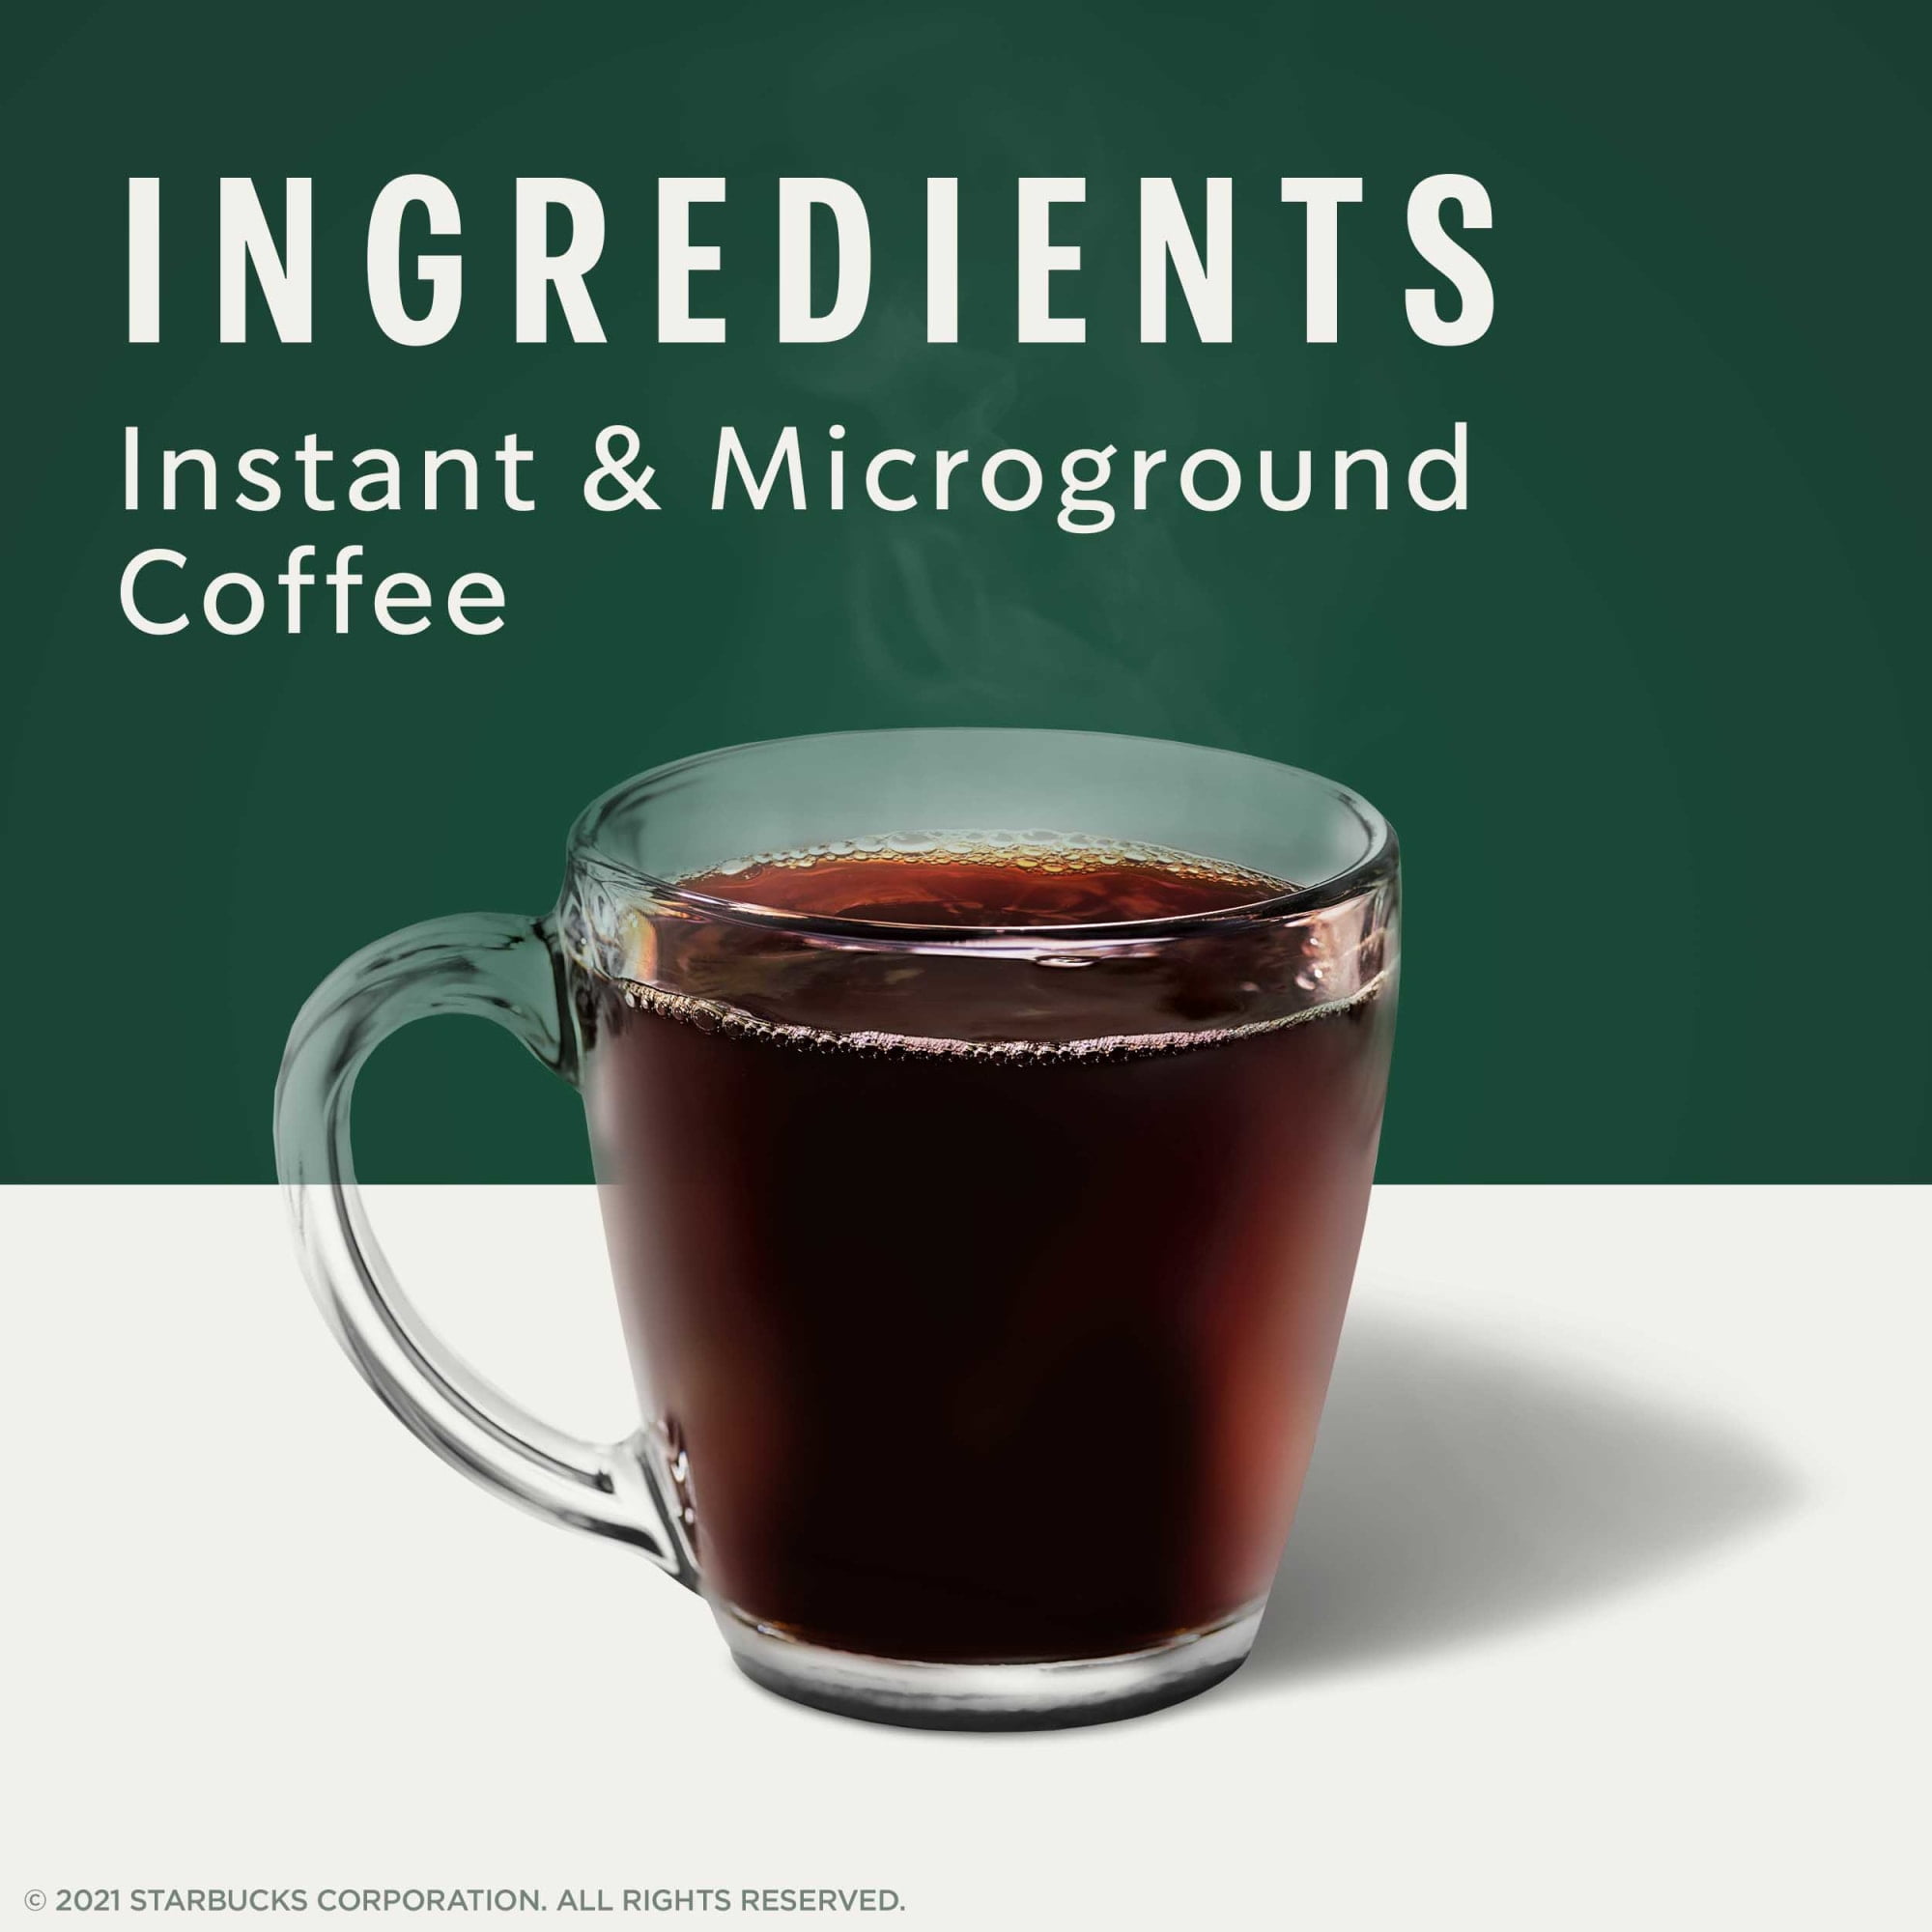 INGREDIENTS
Instant & Microground
Coffee
© 2021 STARBUCKS CORPORATION. ALL RIGHTS RESERVED.